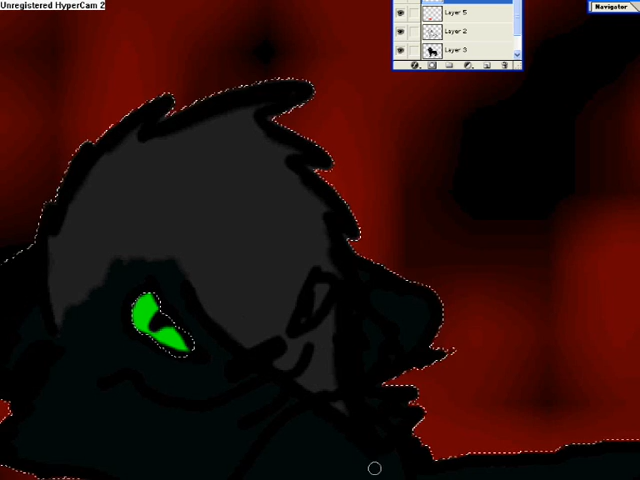 Unregistered HyperCam 2
Navigator
Layer 5
Layer 2
Layer 3